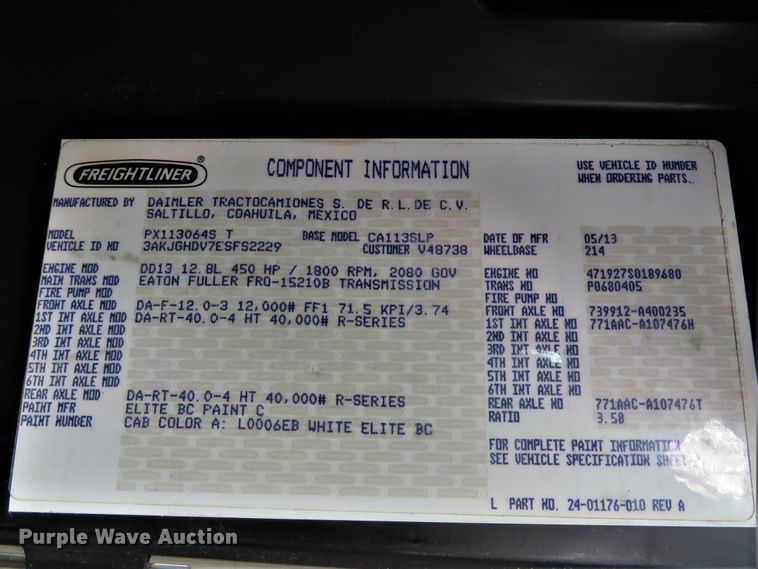 FREIGHTLINER®
COMPONENT INFORMATION
USE VEHICLE ID NUMBER
WHEN ORDERING PARTS.
MANUFACTURED BY DAIMLER TRACTOCAMIONES S. DE R.L.DE C.V.
SALTILLO, COAHUILA, MEXICO
MODEL PX113064S T BASE MODEL CA113SLP DATE OF MFR 05/13
VEHICLE ID NO 3AKJGHDV7ESFS2229 CUSTOMER V48738 WHEELBASE 214
ENGINE MOD DD13 12.8L 450 HP / 1800 RPM, 2080 GOV ENGINE NO 471927S0189680
MAIN TRANS MOD EATON FULLER FRO-15210B TRANSMISSION TRANS NO P0680405
FIRE PUMP MOD FIRE PUMP NO
FRONT AXLE MOD DA-F-12.0-3 12,000# FF1 71.5 KPI/3.74 FRONT AXLE NO 739912-A400235
1ST INT AXLE MOD DA-RT-40.0-4 HT 40,000# R-SERIES 1ST INT AXLE NO 771AAC-A107476H
2ND INT AXLE MOD 2ND INT AXLE NO
3RD INT AXLE MOD 3RD INT AXLE NO
4TH INT AXLE MOD 4TH INT AXLE NO
5TH INT AXLE MOD 5TH INT AXLE NO
6TH INT AXLE MOD 6TH INT AXLE NO
REAR AXLE MOD DA-RT-40.0-4 HT 40,000# R-SERIES REAR AXLE NO 771AAC-A107476T
PAINT MFR ELITE BC PAINT C RATIO 3.58
PAINT NUMBER CAB COLOR A: L0006EB WHITE ELITE BC
FOR COMPLETE PAINT INFORMATION
SEE VEHICLE SPECIFICATION SHEET
L PART NO. 24-01176-010 REV A
Purple Wave Auction